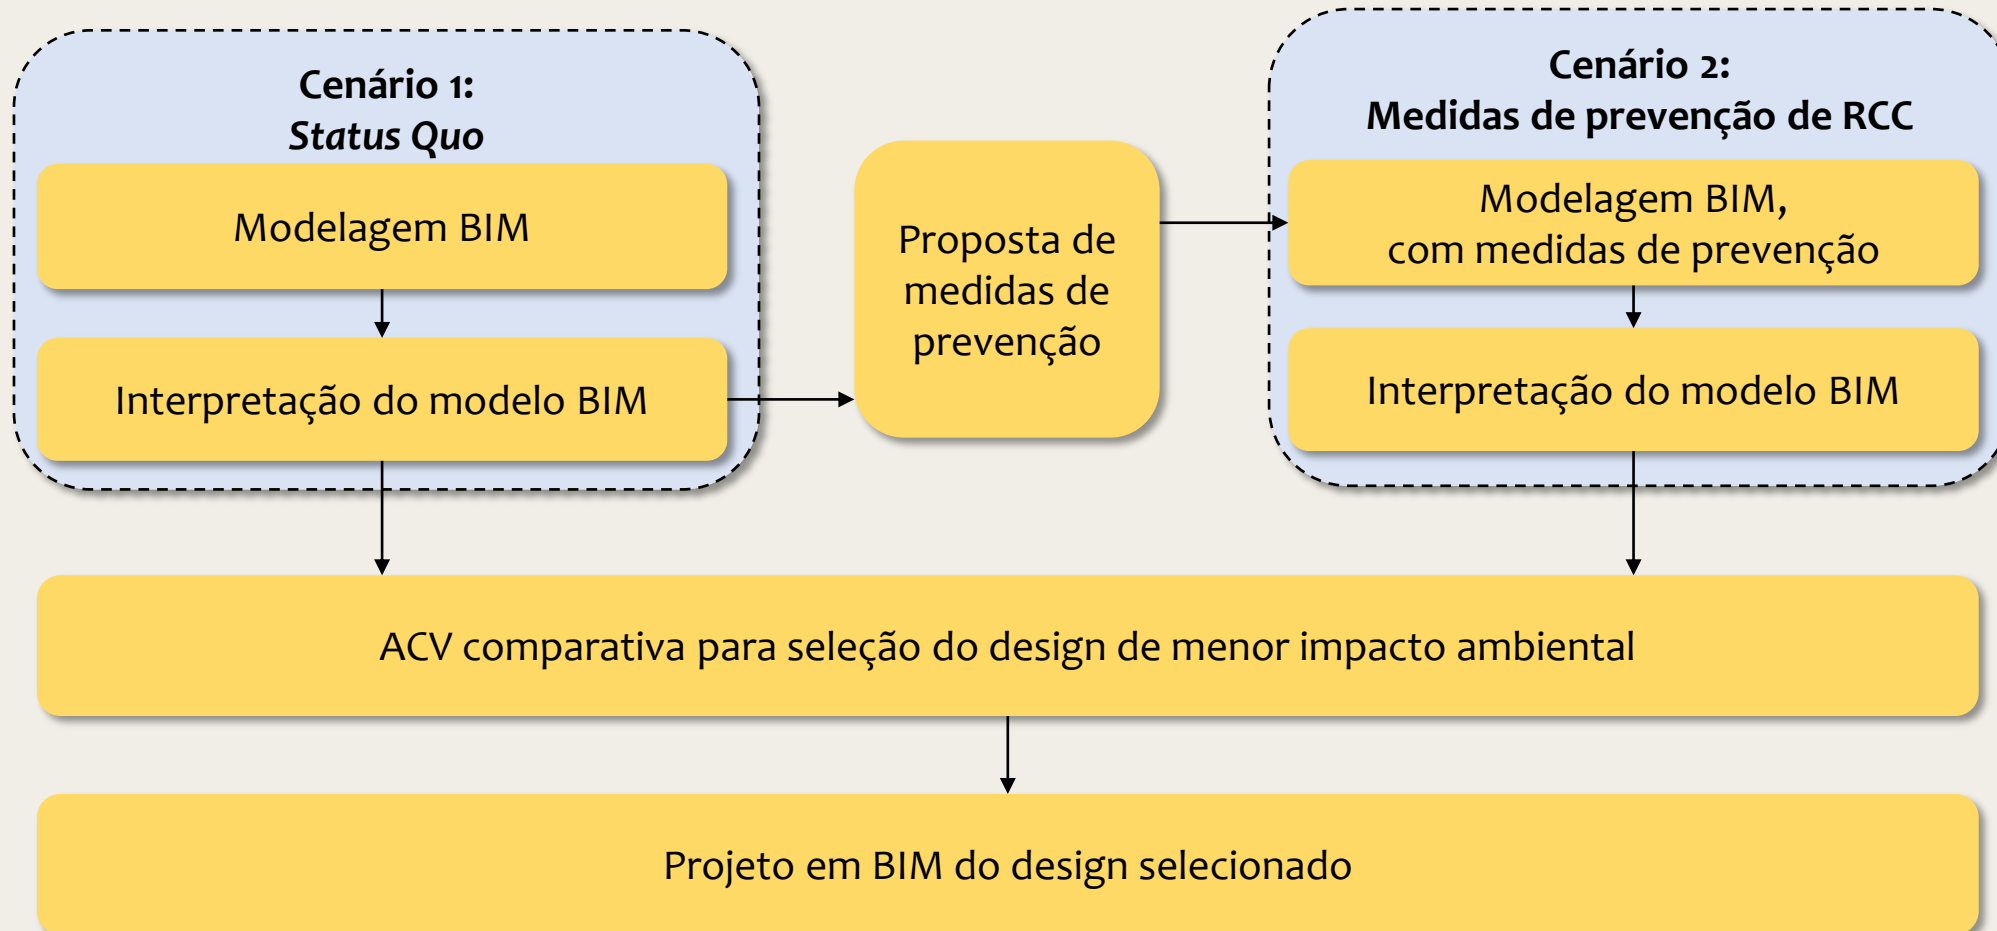 Cenário 1:
Status Quo
Modelagem BIM
Interpretação do modelo BIM
Proposta de
medidas de
prevenção
Cenário 2:
Medidas de prevenção de RCC
Modelagem BIM,
com medidas de prevenção
Interpretação do modelo BIM
ACV comparativa para seleção do design de menor impacto ambiental
Projeto em BIM do design selecionado